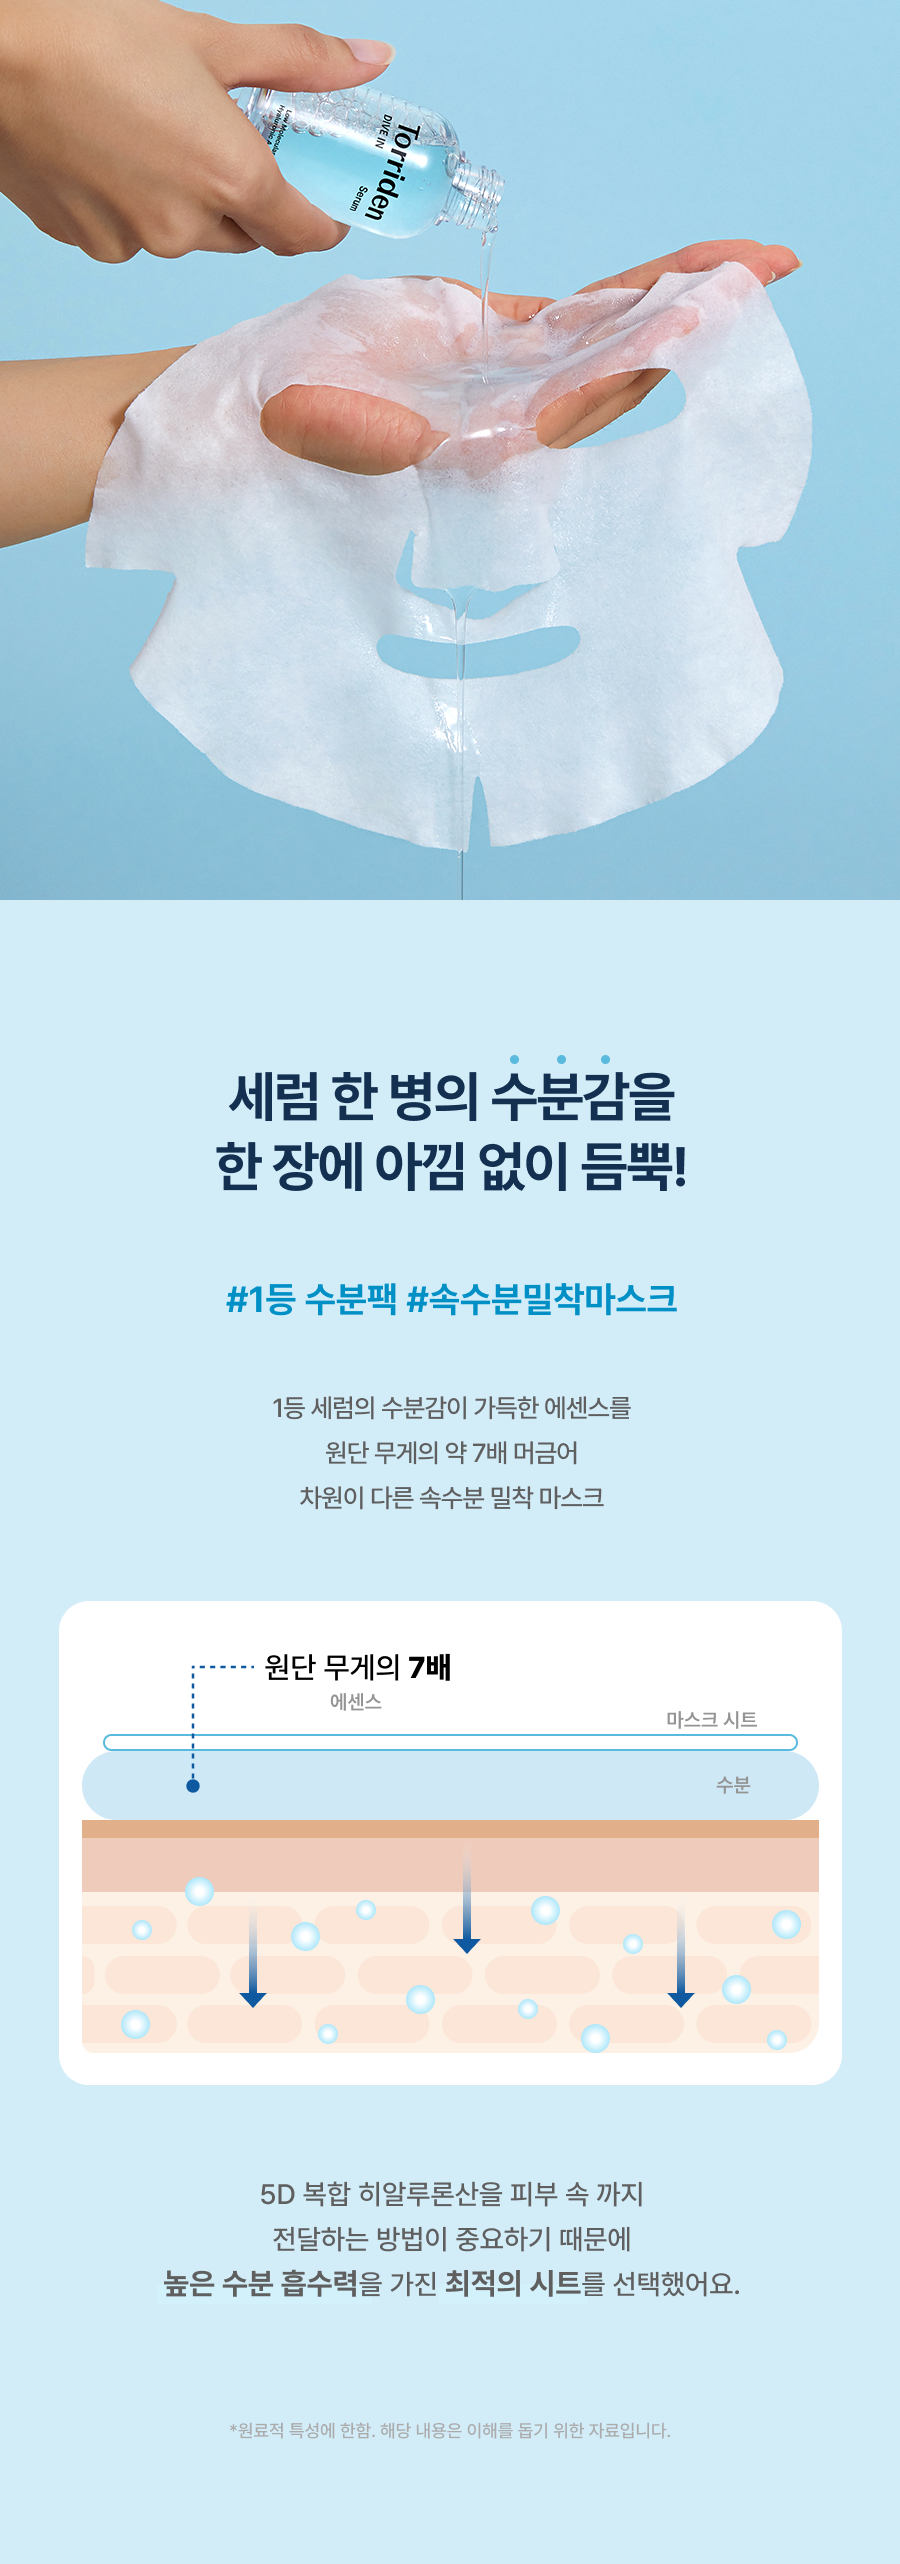 Torriden
DIVE IN
Serum
Low Molecular
세럼 한 병의 수분감을
한 장에 아낌 없이 듬뿍!
#1등 수분팩 #속수분밀착마스크
1등 세럼의 수분감이 가득한 에센스를
원단 무게의 약 7배 머금어
차원이 다른 속수분 밀착 마스크
원단 무게의 7배
에센스
마스크 시트
수분
5D 복합 히알루론산을 피부 속 까지
전달하는 방법이 중요하기 때문에
높은 수분 흡수력을 가진 최적의 시트를 선택했어요.
*원료적 특성에 한함. 해당 내용은 이해를 돕기 위한 자료입니다.